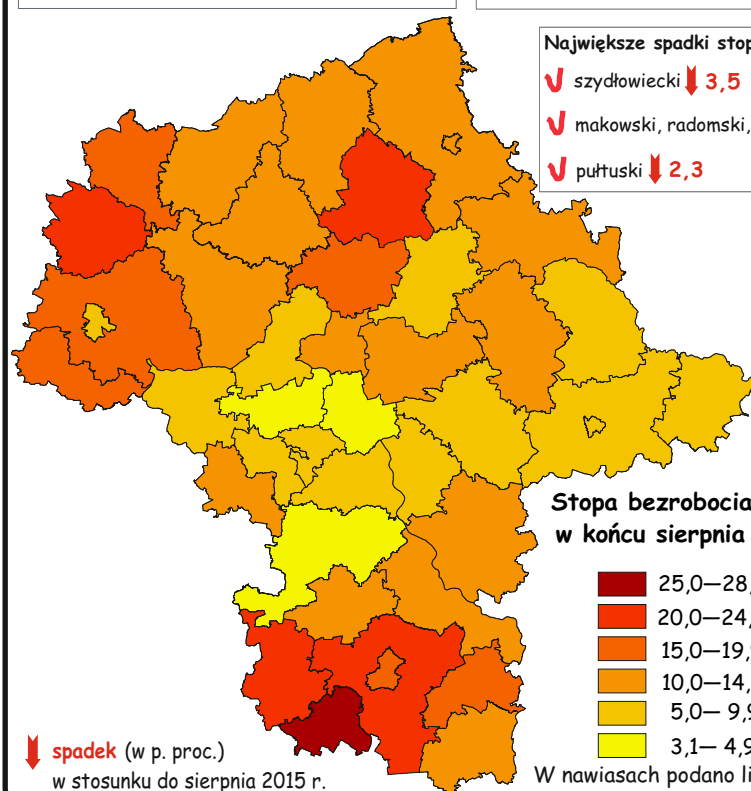 Największe spadki stop
szydłowiecki 3,5
makowski, radomski,
pułtuski 2,3
Stopa bezrobocia
w końcu sierpnia
25,0—28,
20,0—24,
15,0—19,9
10,0—14,
5,0— 9,9
3,1— 4,9
W nawiasach podano li
spadek (w p. proc.)
w stosunku do sierpnia 2015 r.